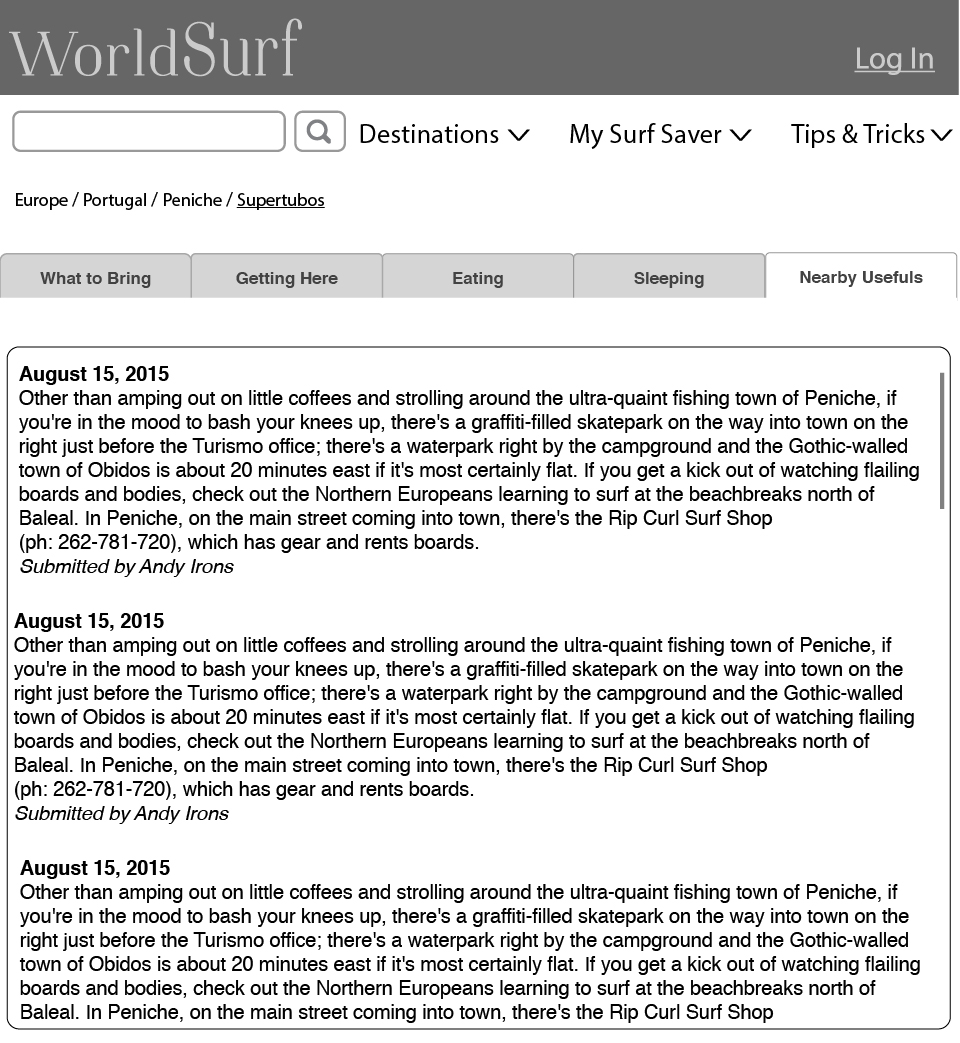 WorldSurf
Log In
Destinations
My Surf Saver
Tips & Tricks
Europe / Portugal / Peniche / Supertubos
What to Bring
Getting Here
Eating
Sleeping
Nearby Usefuls
August 15, 2015
Other than amping out on little coffees and strolling around the ultra-quaint fishing town of Peniche, if
you're in the mood to bash your knees up, there's a graffiti-filled skatepark on the way into town on the
right just before the Turismo office; there's a waterpark right by the campground and the Gothic-walled
town of Obidos is about 20 minutes east if it's most certainly flat. If you get a kick out of watching flailing
boards and bodies, check out the Northern Europeans learning to surf at the beachbreaks north of
Baleal. In Peniche, on the main street coming into town, there's the Rip Curl Surf Shop
(ph: 262-781-720), which has gear and rents boards.
Submitted by Andy Irons
August 15, 2015
Other than amping out on little coffees and strolling around the ultra-quaint fishing town of Peniche, if
you're in the mood to bash your knees up, there's a graffiti-filled skatepark on the way into town on the
right just before the Turismo office; there's a waterpark right by the campground and the Gothic-walled
town of Obidos is about 20 minutes east if it's most certainly flat. If you get a kick out of watching flailing
boards and bodies, check out the Northern Europeans learning to surf at the beachbreaks north of
Baleal. In Peniche, on the main street coming into town, there's the Rip Curl Surf Shop
(ph: 262-781-720), which has gear and rents boards.
Submitted by Andy Irons
August 15, 2015
Other than amping out on little coffees and strolling around the ultra-quaint fishing town of Peniche, if
you're in the mood to bash your knees up, there's a graffiti-filled skatepark on the way into town on the
right just before the Turismo office; there's a waterpark right by the campground and the Gothic-walled
town of Obidos is about 20 minutes east if it's most certainly flat. If you get a kick out of watching flailing
boards and bodies, check out the Northern Europeans learning to surf at the beachbreaks north of
Baleal. In Peniche, on the main street coming into town, there's the Rip Curl Surf Shop